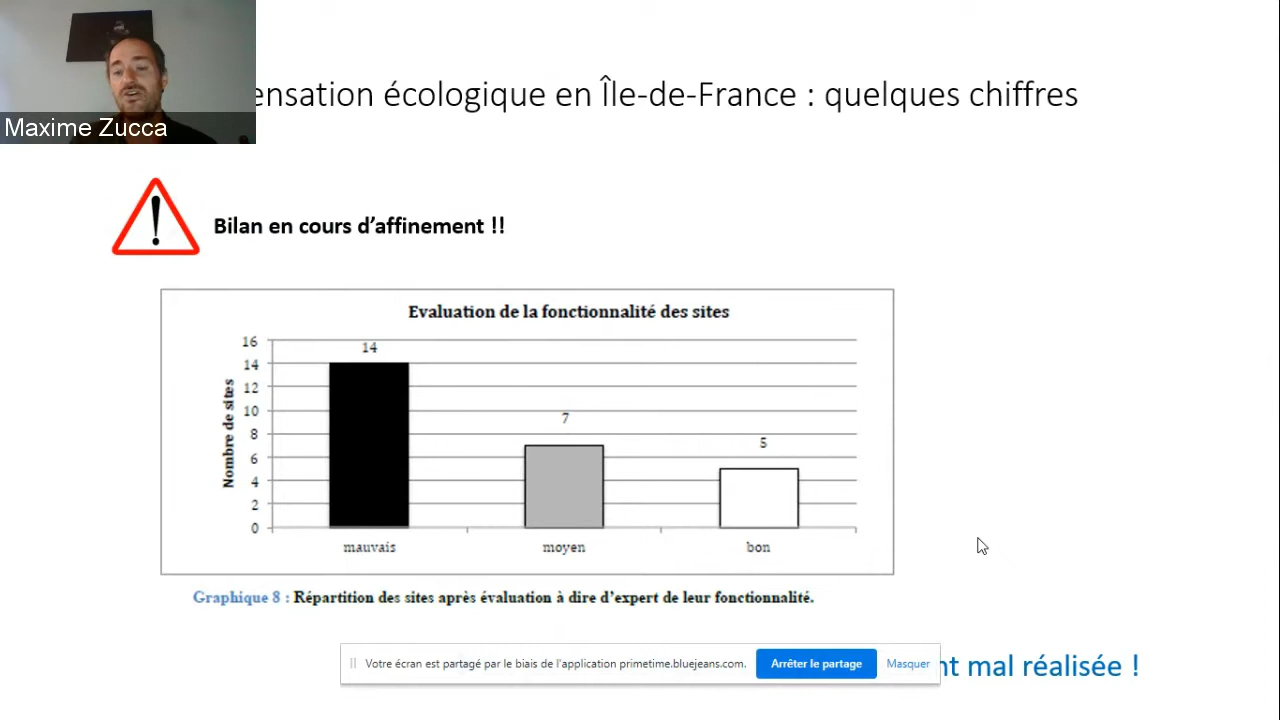 Maxime Zucca
ensation écologique en Île-de-France : quelques chiffres
Bilan en cours d’affinement !!
Evaluation de la fonctionnalité des sites
Nombre de sites
16
14
12
10
8
6
4
2
0
14
7
5
mauvais
moyen
bon
Graphique 8 : Répartition des sites après évaluation à dire d’expert de leur fonctionnalité.
Votre écran est partagé par le biais de l'application primetime.bluejeans.com.
Arrêter le partage
Masquer
nt mal réalisée !